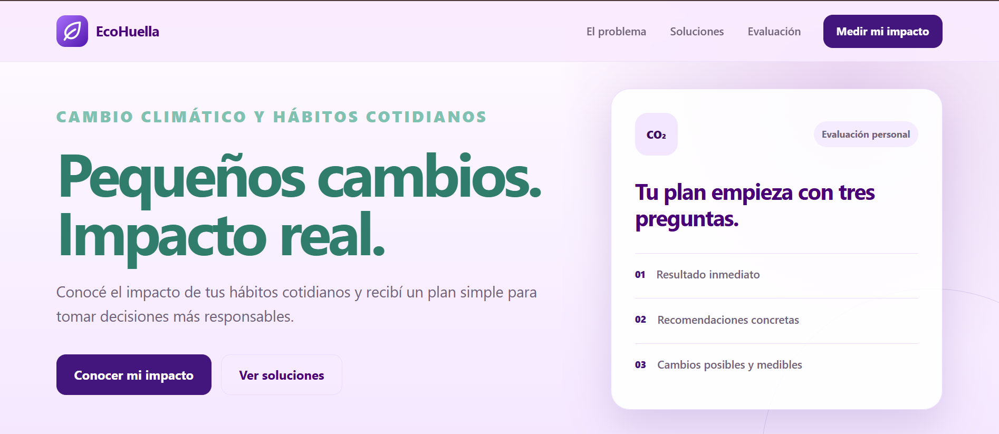 EcoHuella
El problema
Soluciones
Evaluación
Medir mi impacto
CAMBIO CLIMÁTICO Y HÁBITOS COTIDIANOS
Pequeños cambios.
Impacto real.
Conocé el impacto de tus hábitos cotidianos y recibí un plan simple para
tomar decisiones más responsables.
Conocer mi impacto
Ver soluciones
CO₂
Evaluación personal
Tu plan empieza con tres
preguntas.
01 Resultado inmediato
02 Recomendaciones concretas
03 Cambios posibles y medibles